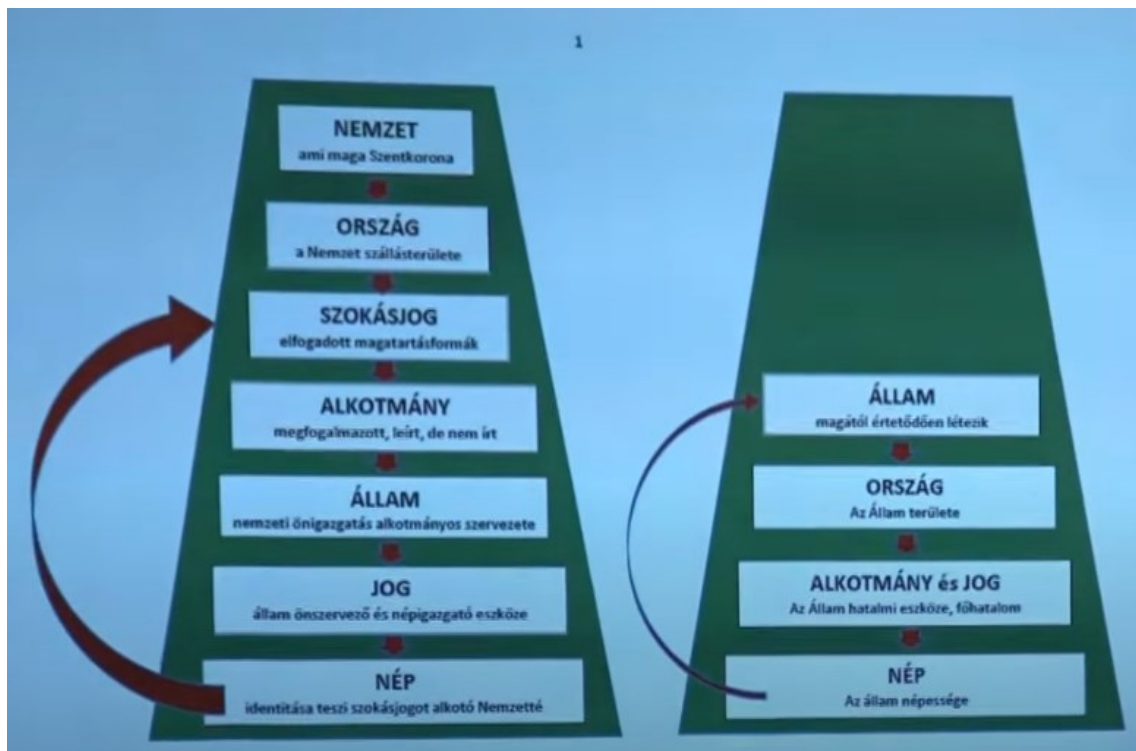 1
NEMZET
ami maga Szentkorona
ORSZÁG
a Nemzet szállásterülete
SZOKÁSJOG
elfogadott magatartásformák
ALKOTMÁNY
megfogalmazott, leírt, de nem írt
ÁLLAM
nemzeti önigazgatás alkotmányos szervezete
JOG
állam önszervező és népigazgató eszköze
NÉP
identitása teszi szokásjogot alkotó Nemzetté
ÁLLAM
magától értetődően létezik
ORSZÁG
Az Állam területe
ALKOTMÁNY és JOG
Az Állam hatalmi eszköze, főhatalom
NÉP
Az állam népessége